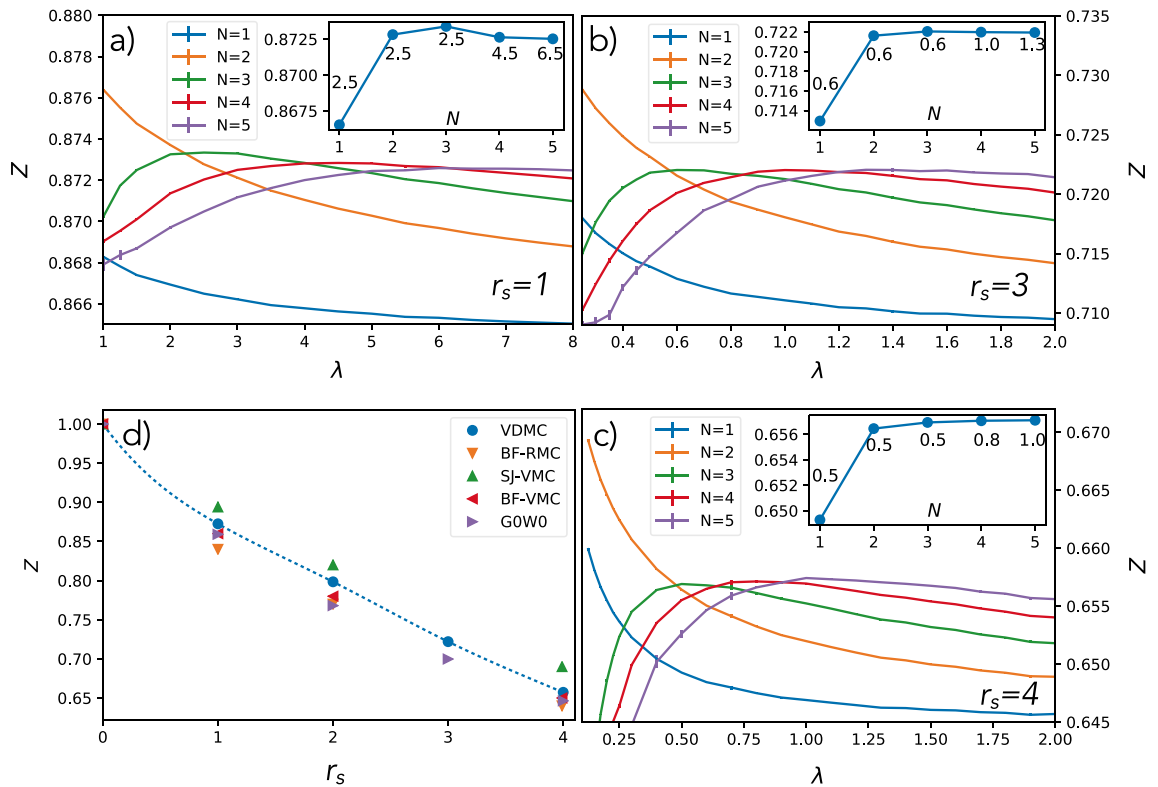 a)
N=1
N=2
N=3
N=4
N=5
0.880
0.878
0.876
0.874
0.872
0.870
0.868
0.866
Z
1 2 3 4 5 6 7 8
λ
r_s=1
0.8725
0.8700
0.8675
2.5 2.5 2.5 4.5 6.5
N
1 2 3 4 5
b)
N=1
N=2
N=3
N=4
N=5
0.735
0.730
0.725
0.720
0.715
0.710
Z
0.4 0.6 0.8 1.0 1.2 1.4 1.6 1.8 2.0
λ
r_s=3
0.722
0.720
0.718
0.716
0.714
0.6 0.6 0.6 1.0 1.3
N
1 2 3 4 5
d)
VDMC
BF-RMC
SJ-VMC
BF-VMC
G0W0
1.00
0.95
0.90
0.85
0.80
0.75
0.70
0.65
Z
0 1 2 3 4
r_s
c)
N=1
N=2
N=3
N=4
N=5
0.670
0.665
0.660
0.655
0.650
0.645
Z
0.25 0.50 0.75 1.00 1.25 1.50 1.75 2.00
λ
r_s=4
0.656
0.654
0.652
0.650
0.5 0.5 0.5 0.8 1.0
N
1 2 3 4 5